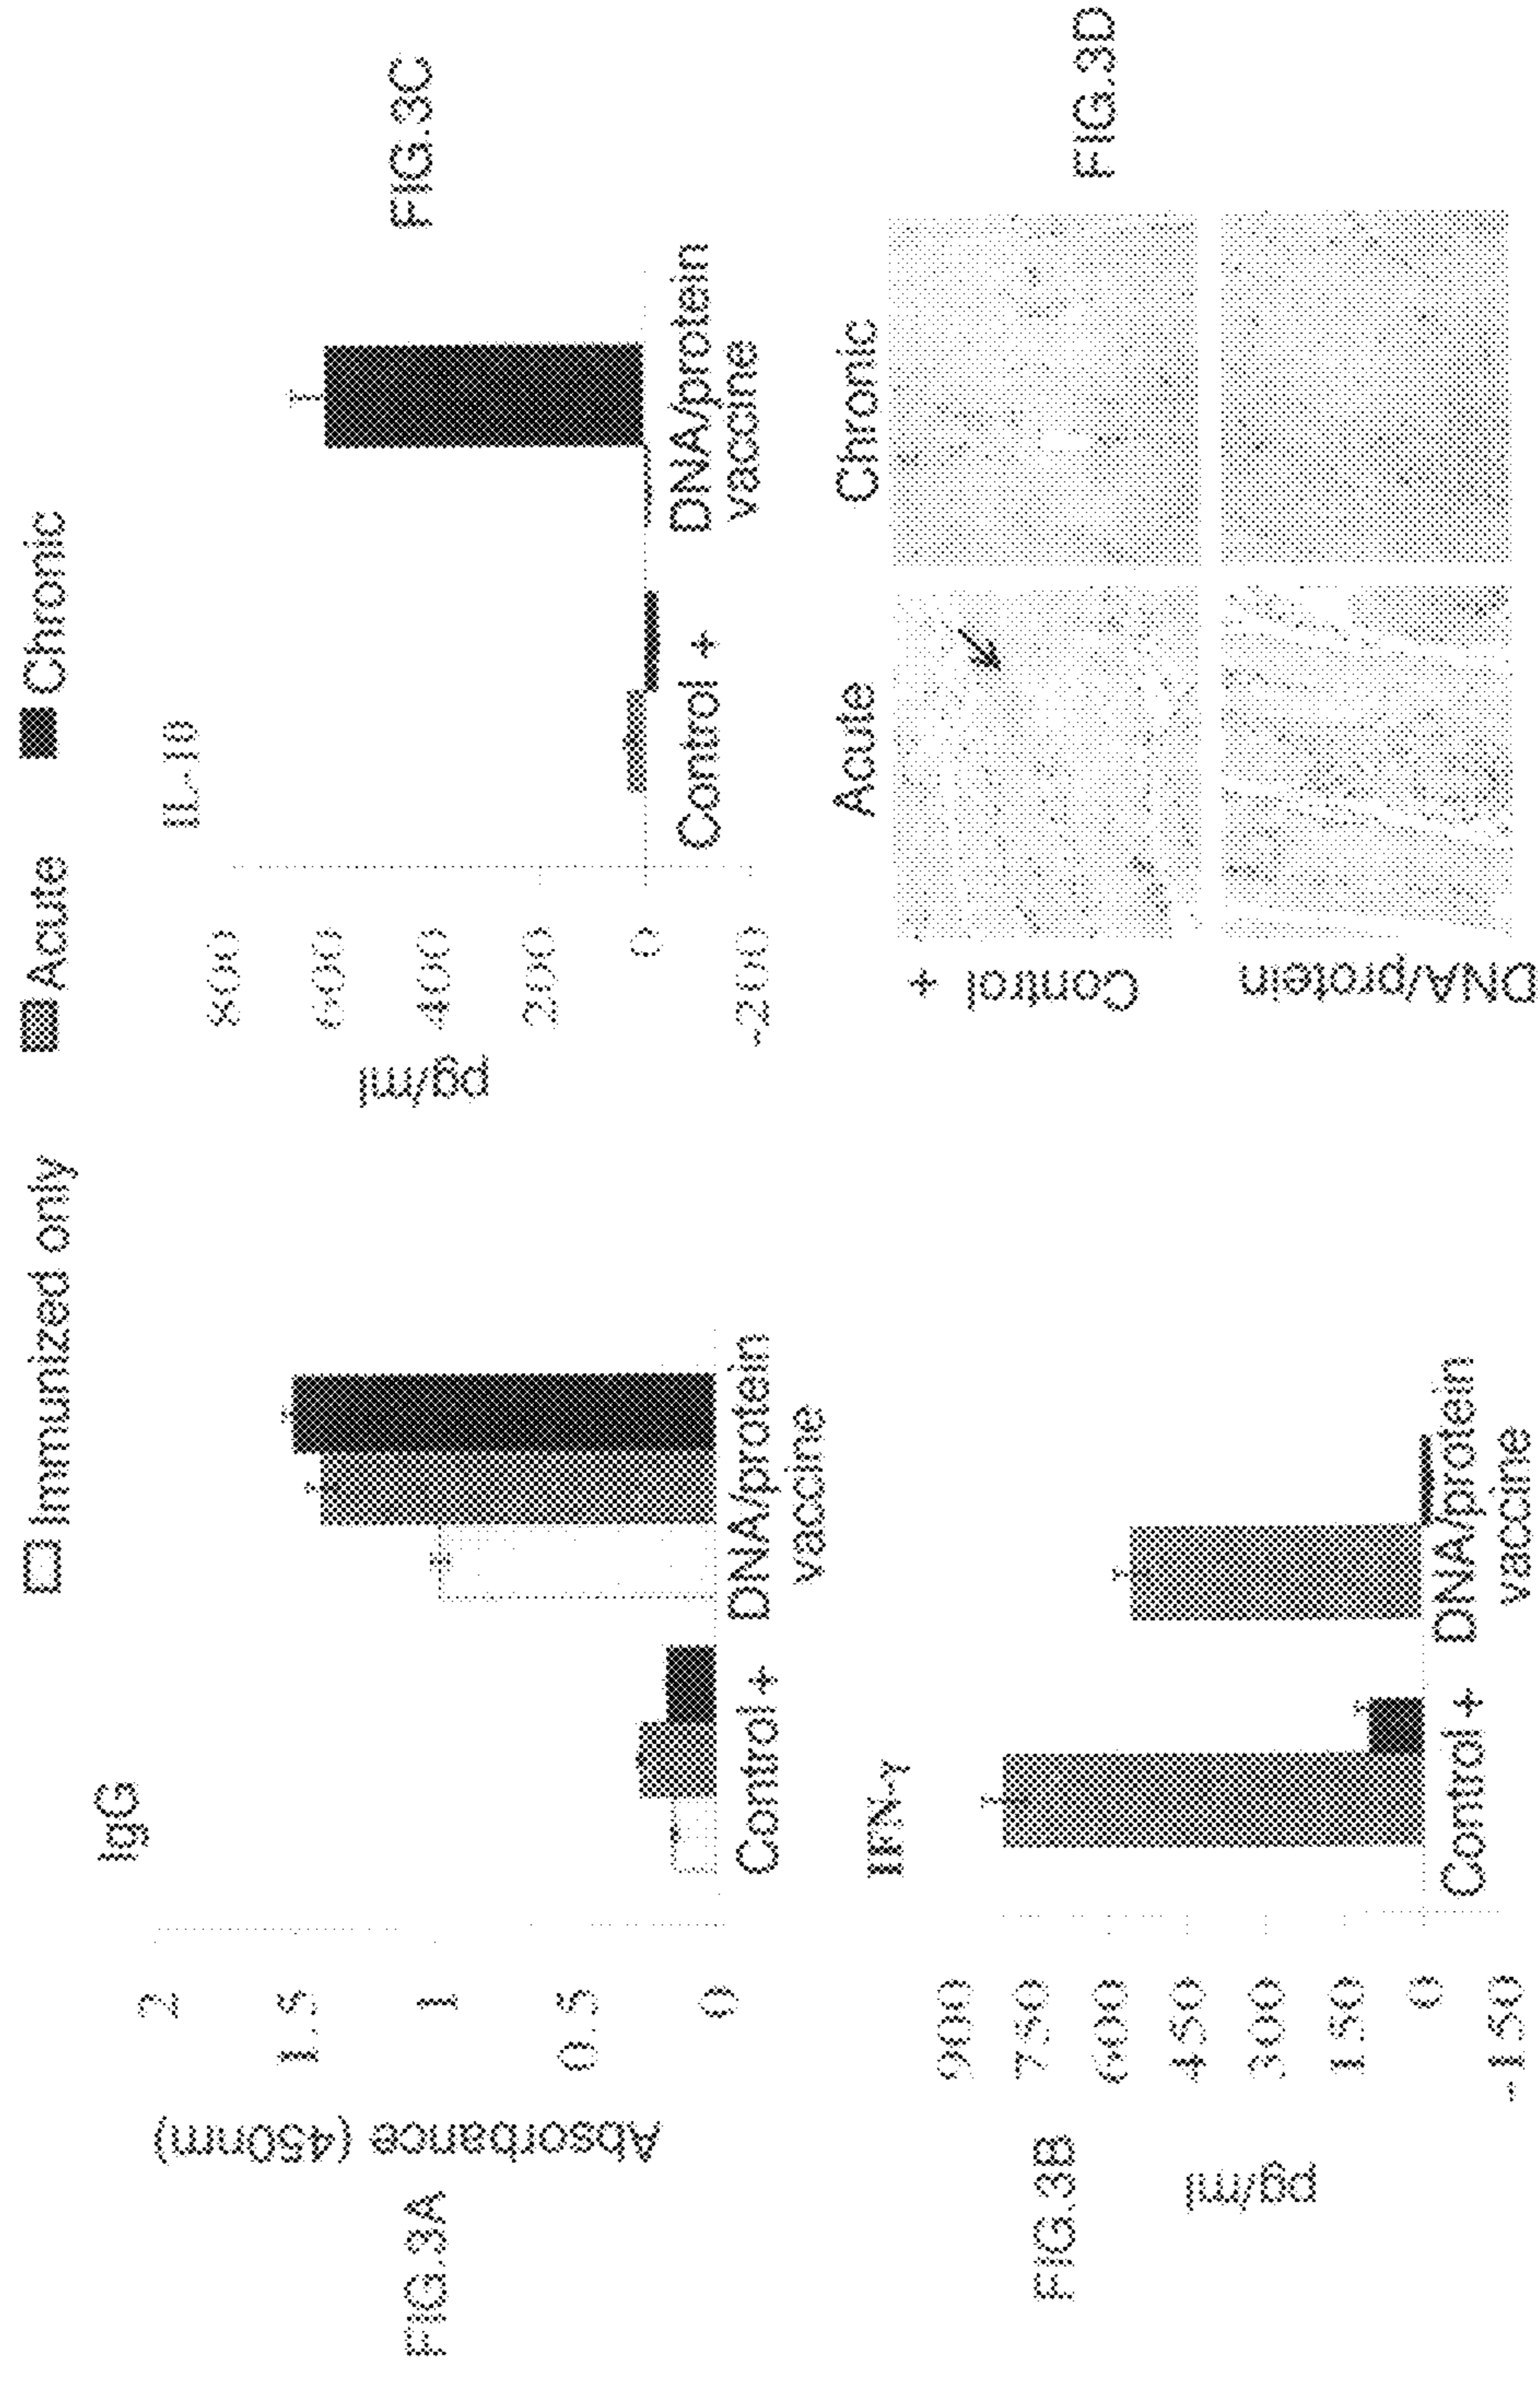 Immunized only
Acute
Chronic
FIG.3A
IgG
Absorbance (450nm)
2
1.5
1
0.5
0
Control +
DNA/protein
vaccine
FIG.3C
IL-10
pg/ml
800
600
400
200
0
-200
Control +
DNA/protein
vaccine
FIG.3B
IFN-γ
pg/ml
900
750
600
450
300
150
0
-150
Control +
DNA/protein
vaccine
FIG.3D
Acute
Chronic
Control
+
DNA/protein